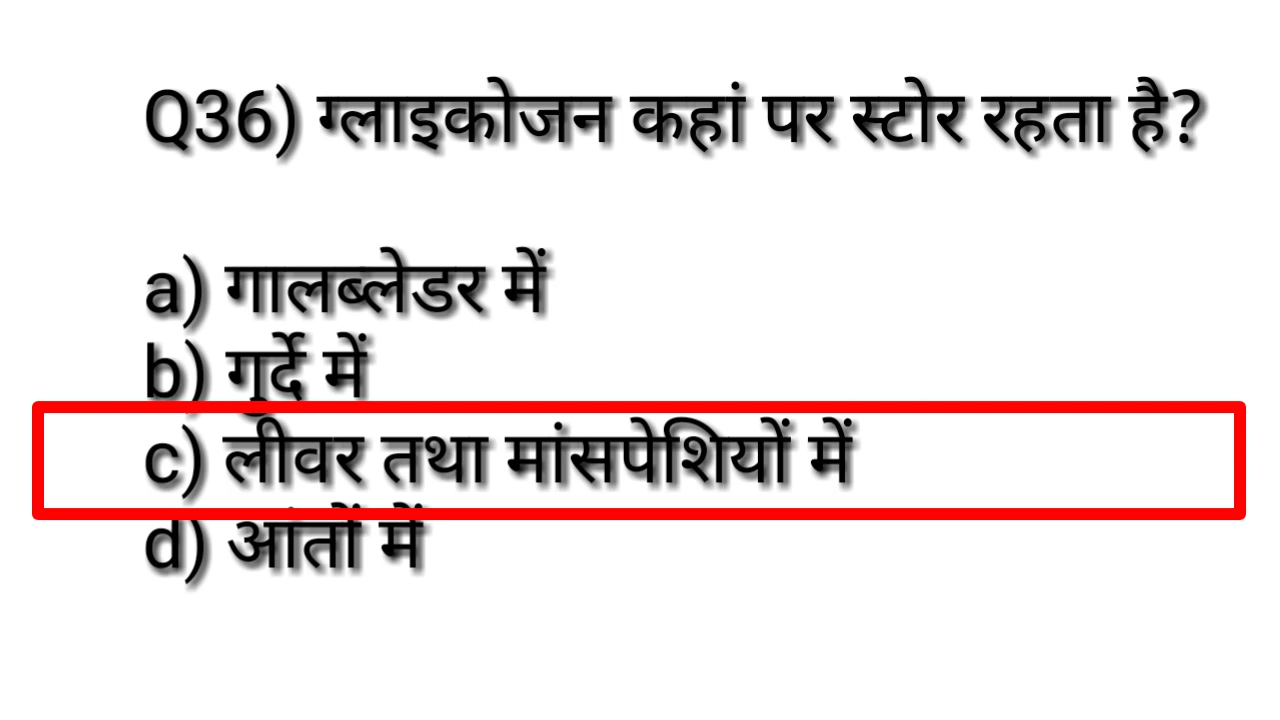 Q36) ग्लाइकोजन कहां पर स्टोर रहता है?
a) गालब्लेडर में
b) गुर्दे में
c) लीवर तथा मांसपेशियों में
d) आंतों में